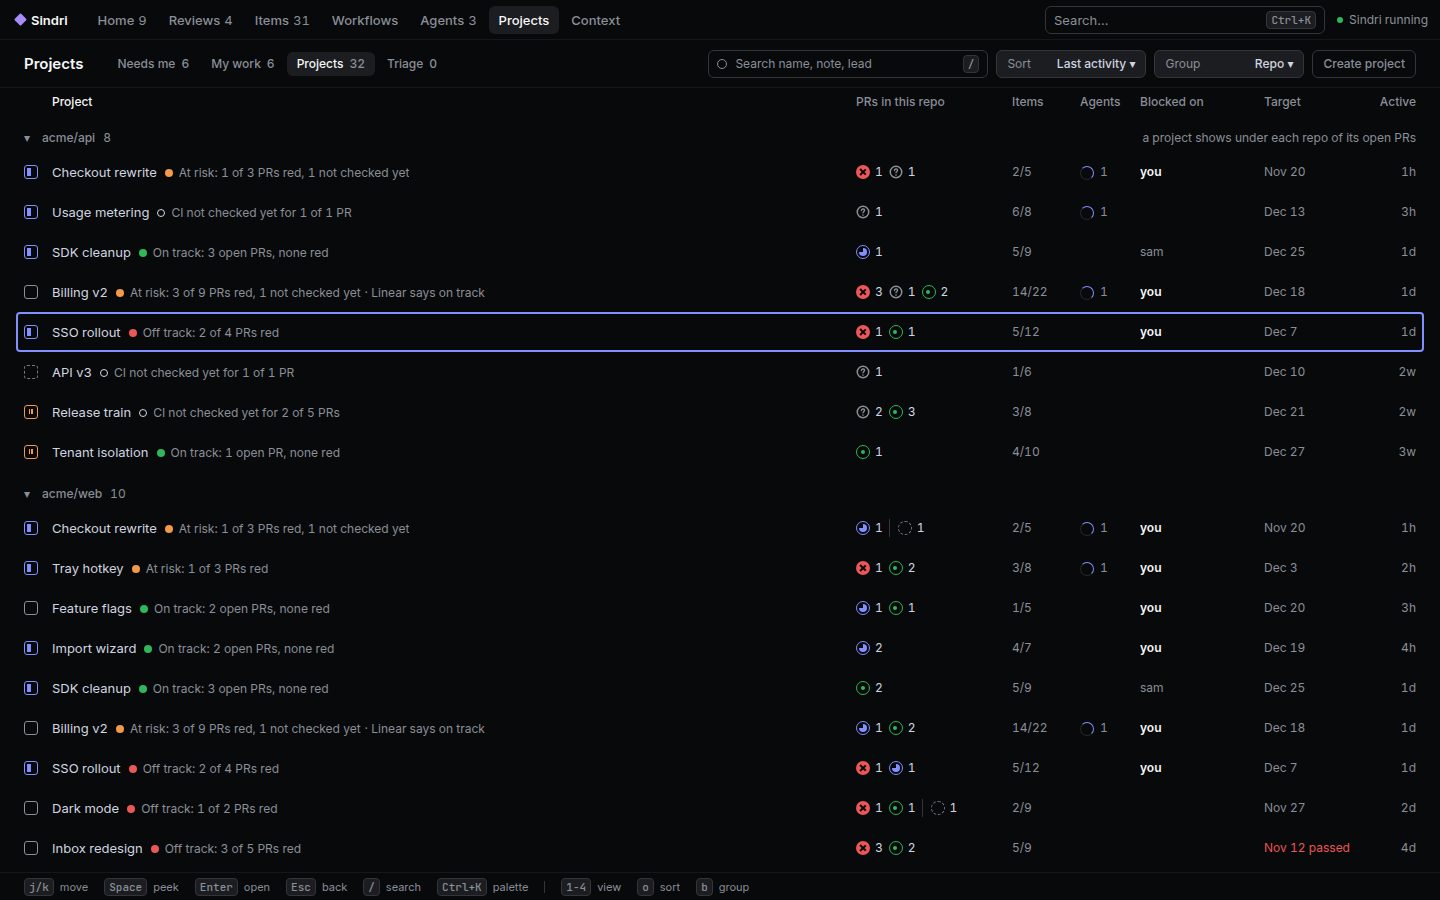 Sindri Home 9 Reviews 4 Items 31 Workflows Agents 3 Projects Context Search... Ctrl+K Sindri running
Projects Needs me 6 My work 6 Projects 32 Triage 0 Search name, note, lead / Sort Last activity ▾ Group Repo ▾ Create project
Project PRs in this repo Items Agents Blocked on Target Active
▾ acme/api 8 a project shows under each repo of its open PRs
Checkout rewrite At risk: 1 of 3 PRs red, 1 not checked yet 1 1 2/5 1 you Nov 20 1h
Usage metering CI not checked yet for 1 of 1 PR 1 6/8 1 Dec 13 3h
SDK cleanup On track: 3 open PRs, none red 1 5/9 sam Dec 25 1d
Billing v2 At risk: 3 of 9 PRs red, 1 not checked yet · Linear says on track 3 1 2 14/22 1 you Dec 18 1d
SSO rollout Off track: 2 of 4 PRs red 1 1 5/12 you Dec 7 1d
API v3 CI not checked yet for 1 of 1 PR 1 1/6 Dec 10 2w
Release train CI not checked yet for 2 of 5 PRs 2 3 3/8 Dec 21 2w
Tenant isolation On track: 1 open PR, none red 1 4/10 Dec 27 3w
▾ acme/web 10
Checkout rewrite At risk: 1 of 3 PRs red, 1 not checked yet 1 1 2/5 1 you Nov 20 1h
Tray hotkey At risk: 1 of 3 PRs red 1 2 3/8 1 you Dec 3 2h
Feature flags On track: 2 open PRs, none red 1 1 1/5 you Dec 20 3h
Import wizard On track: 2 open PRs, none red 2 4/7 you Dec 19 4h
SDK cleanup On track: 3 open PRs, none red 2 5/9 sam Dec 25 1d
Billing v2 At risk: 3 of 9 PRs red, 1 not checked yet · Linear says on track 1 2 14/22 1 you Dec 18 1d
SSO rollout Off track: 2 of 4 PRs red 1 1 5/12 you Dec 7 1d
Dark mode Off track: 1 of 2 PRs red 1 1 1 2/9 Nov 27 2d
Inbox redesign Off track: 3 of 5 PRs red 3 2 5/9 Nov 12 passed 4d
j/k move Space peek Enter open Esc back / search Ctrl+K palette 1-4 view o sort b group